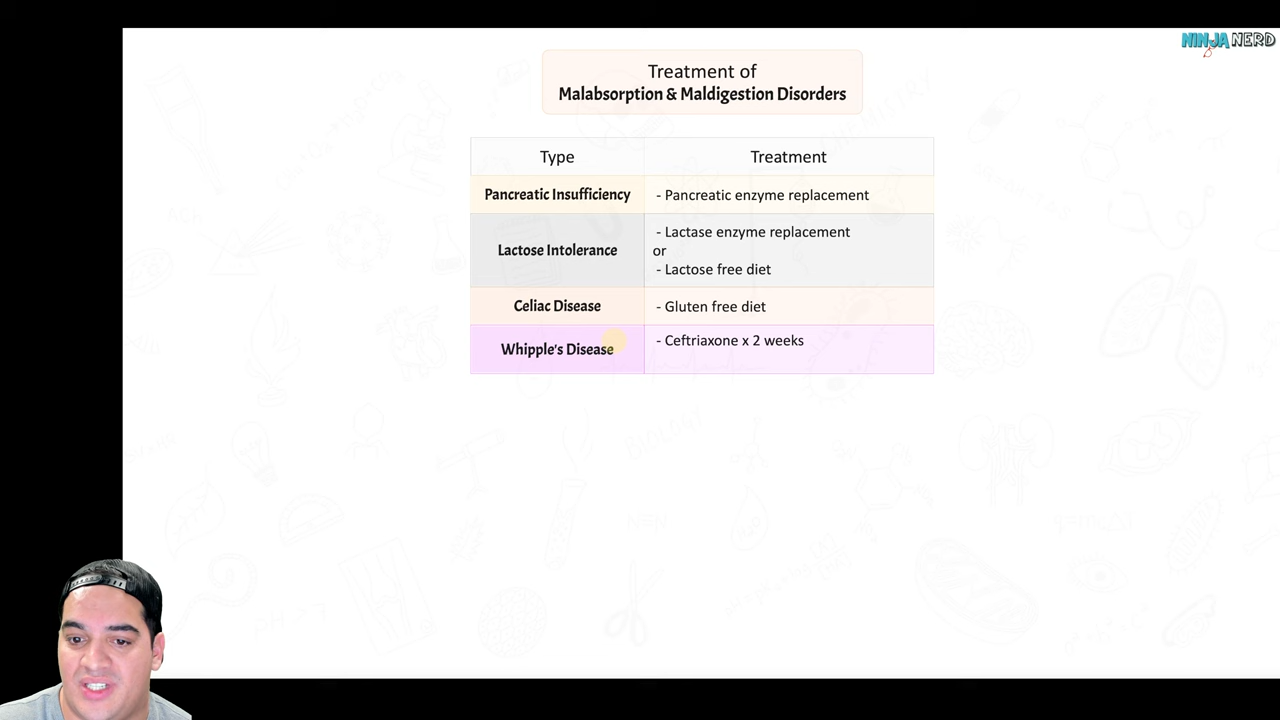 NINJA NERD
Treatment of
Malabsorption & Maldigestion Disorders
Type
Treatment
Pancreatic Insufficiency
- Pancreatic enzyme replacement
Lactose Intolerance
- Lactase enzyme replacement
or
- Lactose free diet
Celiac Disease
- Gluten free diet
Whipple's Disease
- Ceftriaxone x 2 weeks